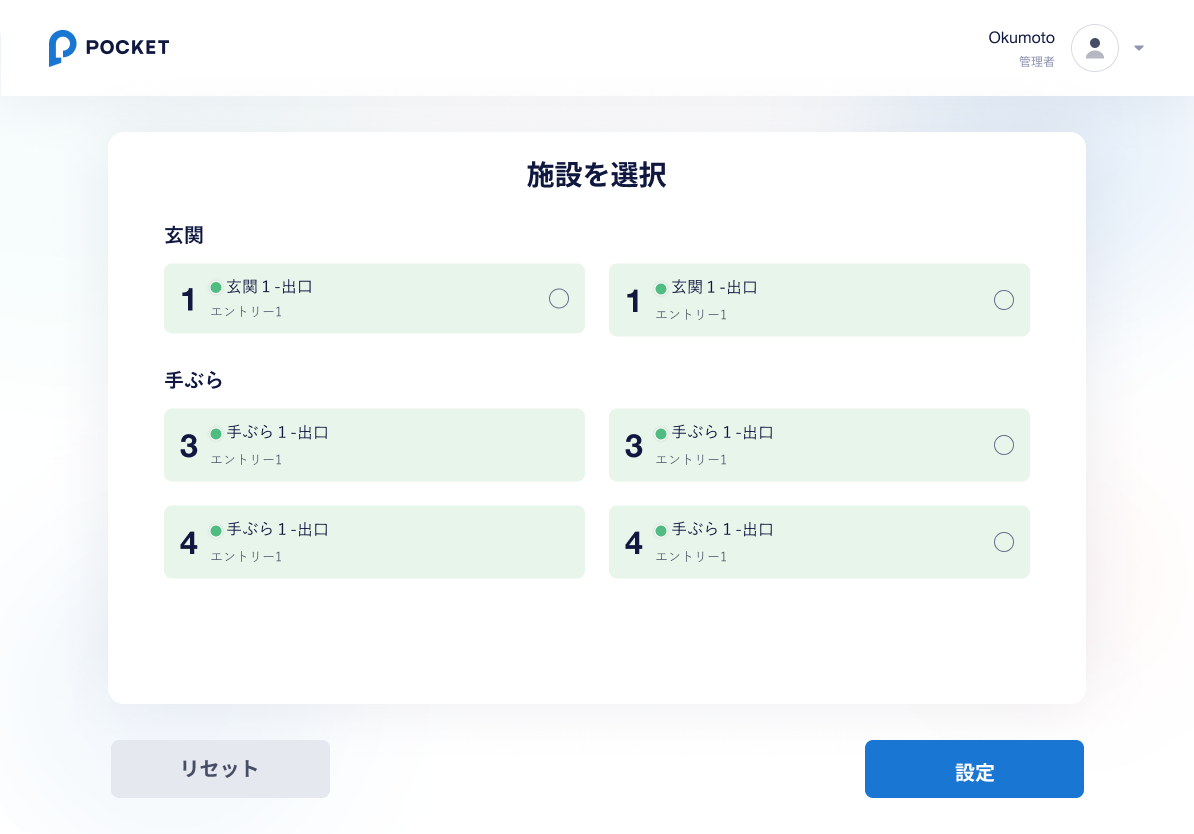 POCKET
Okumoto
管理者
施設を選択
玄関
1
玄関 1 -出口
エントリー1
1
玄関 1 -出口
エントリー1
手ぶら
3
手ぶら 1 -出口
エントリー1
3
手ぶら 1 -出口
エントリー1
4
手ぶら 1 -出口
エントリー1
4
手ぶら 1 -出口
エントリー1
リセット
設定